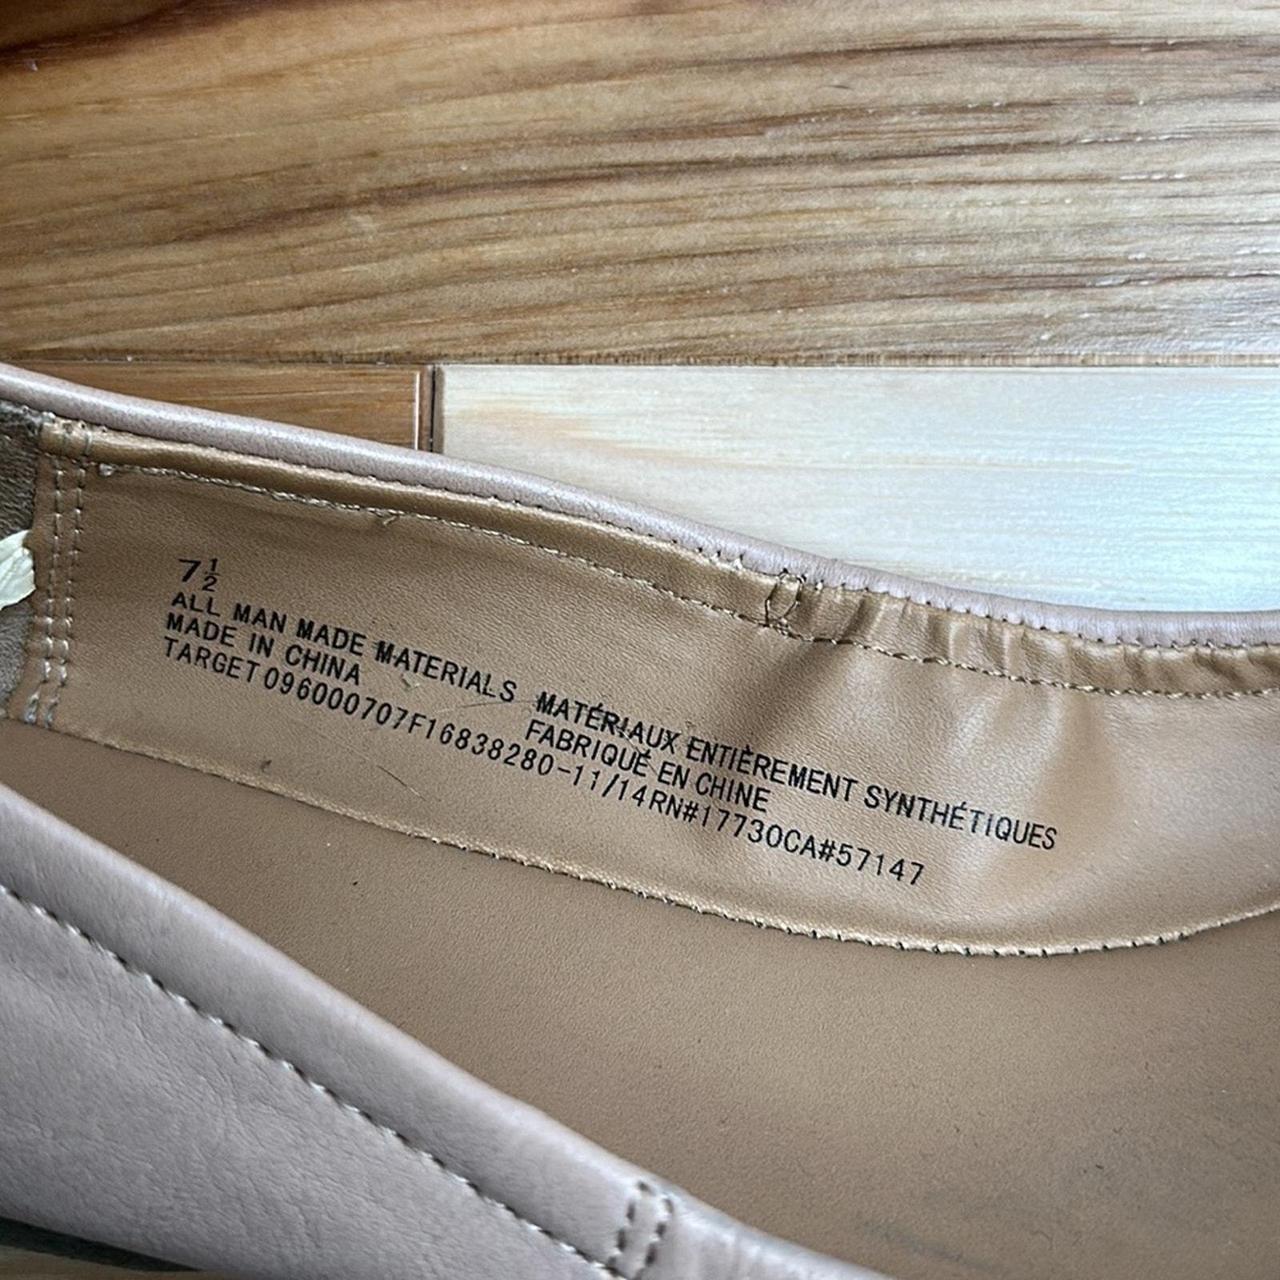 7½
ALL MAN MADE MATERIALS MATÉRIAUX ENTIÈREMENT SYNTHÉTIQUES
MADE IN CHINA FABRIQUÉ EN CHINE
TARGET096000707F16838280-11/14RN#17730CA#57147